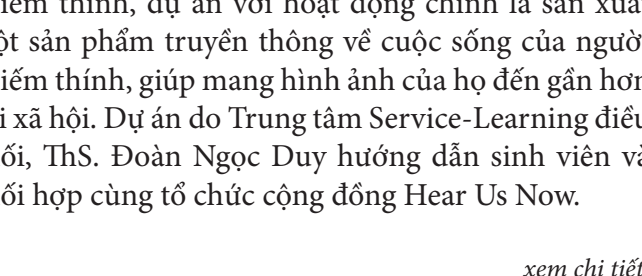 iếm thính, dự án với hoạt động chính là sản xuấ
ột sản phẩm truyền thông về cuộc sống của ngườ
iếm thính, giúp mang hình ảnh của họ đến gần hơn
i xã hội. Dự án do Trung tâm Service-Learning điều
ối, ThS. Đoàn Ngọc Duy hướng dẫn sinh viên và
ối hợp cùng tổ chức cộng đồng Hear Us Now.
xem chi tiết